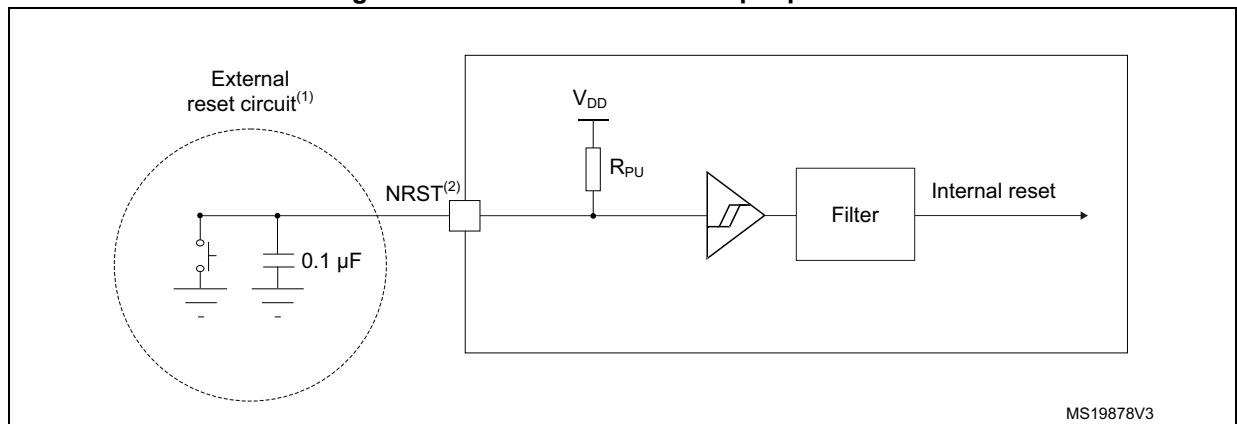 External
reset circuit(1)
VDD
RPU
NRST(2)
0.1 µF
Filter
Internal reset
MS19878V3